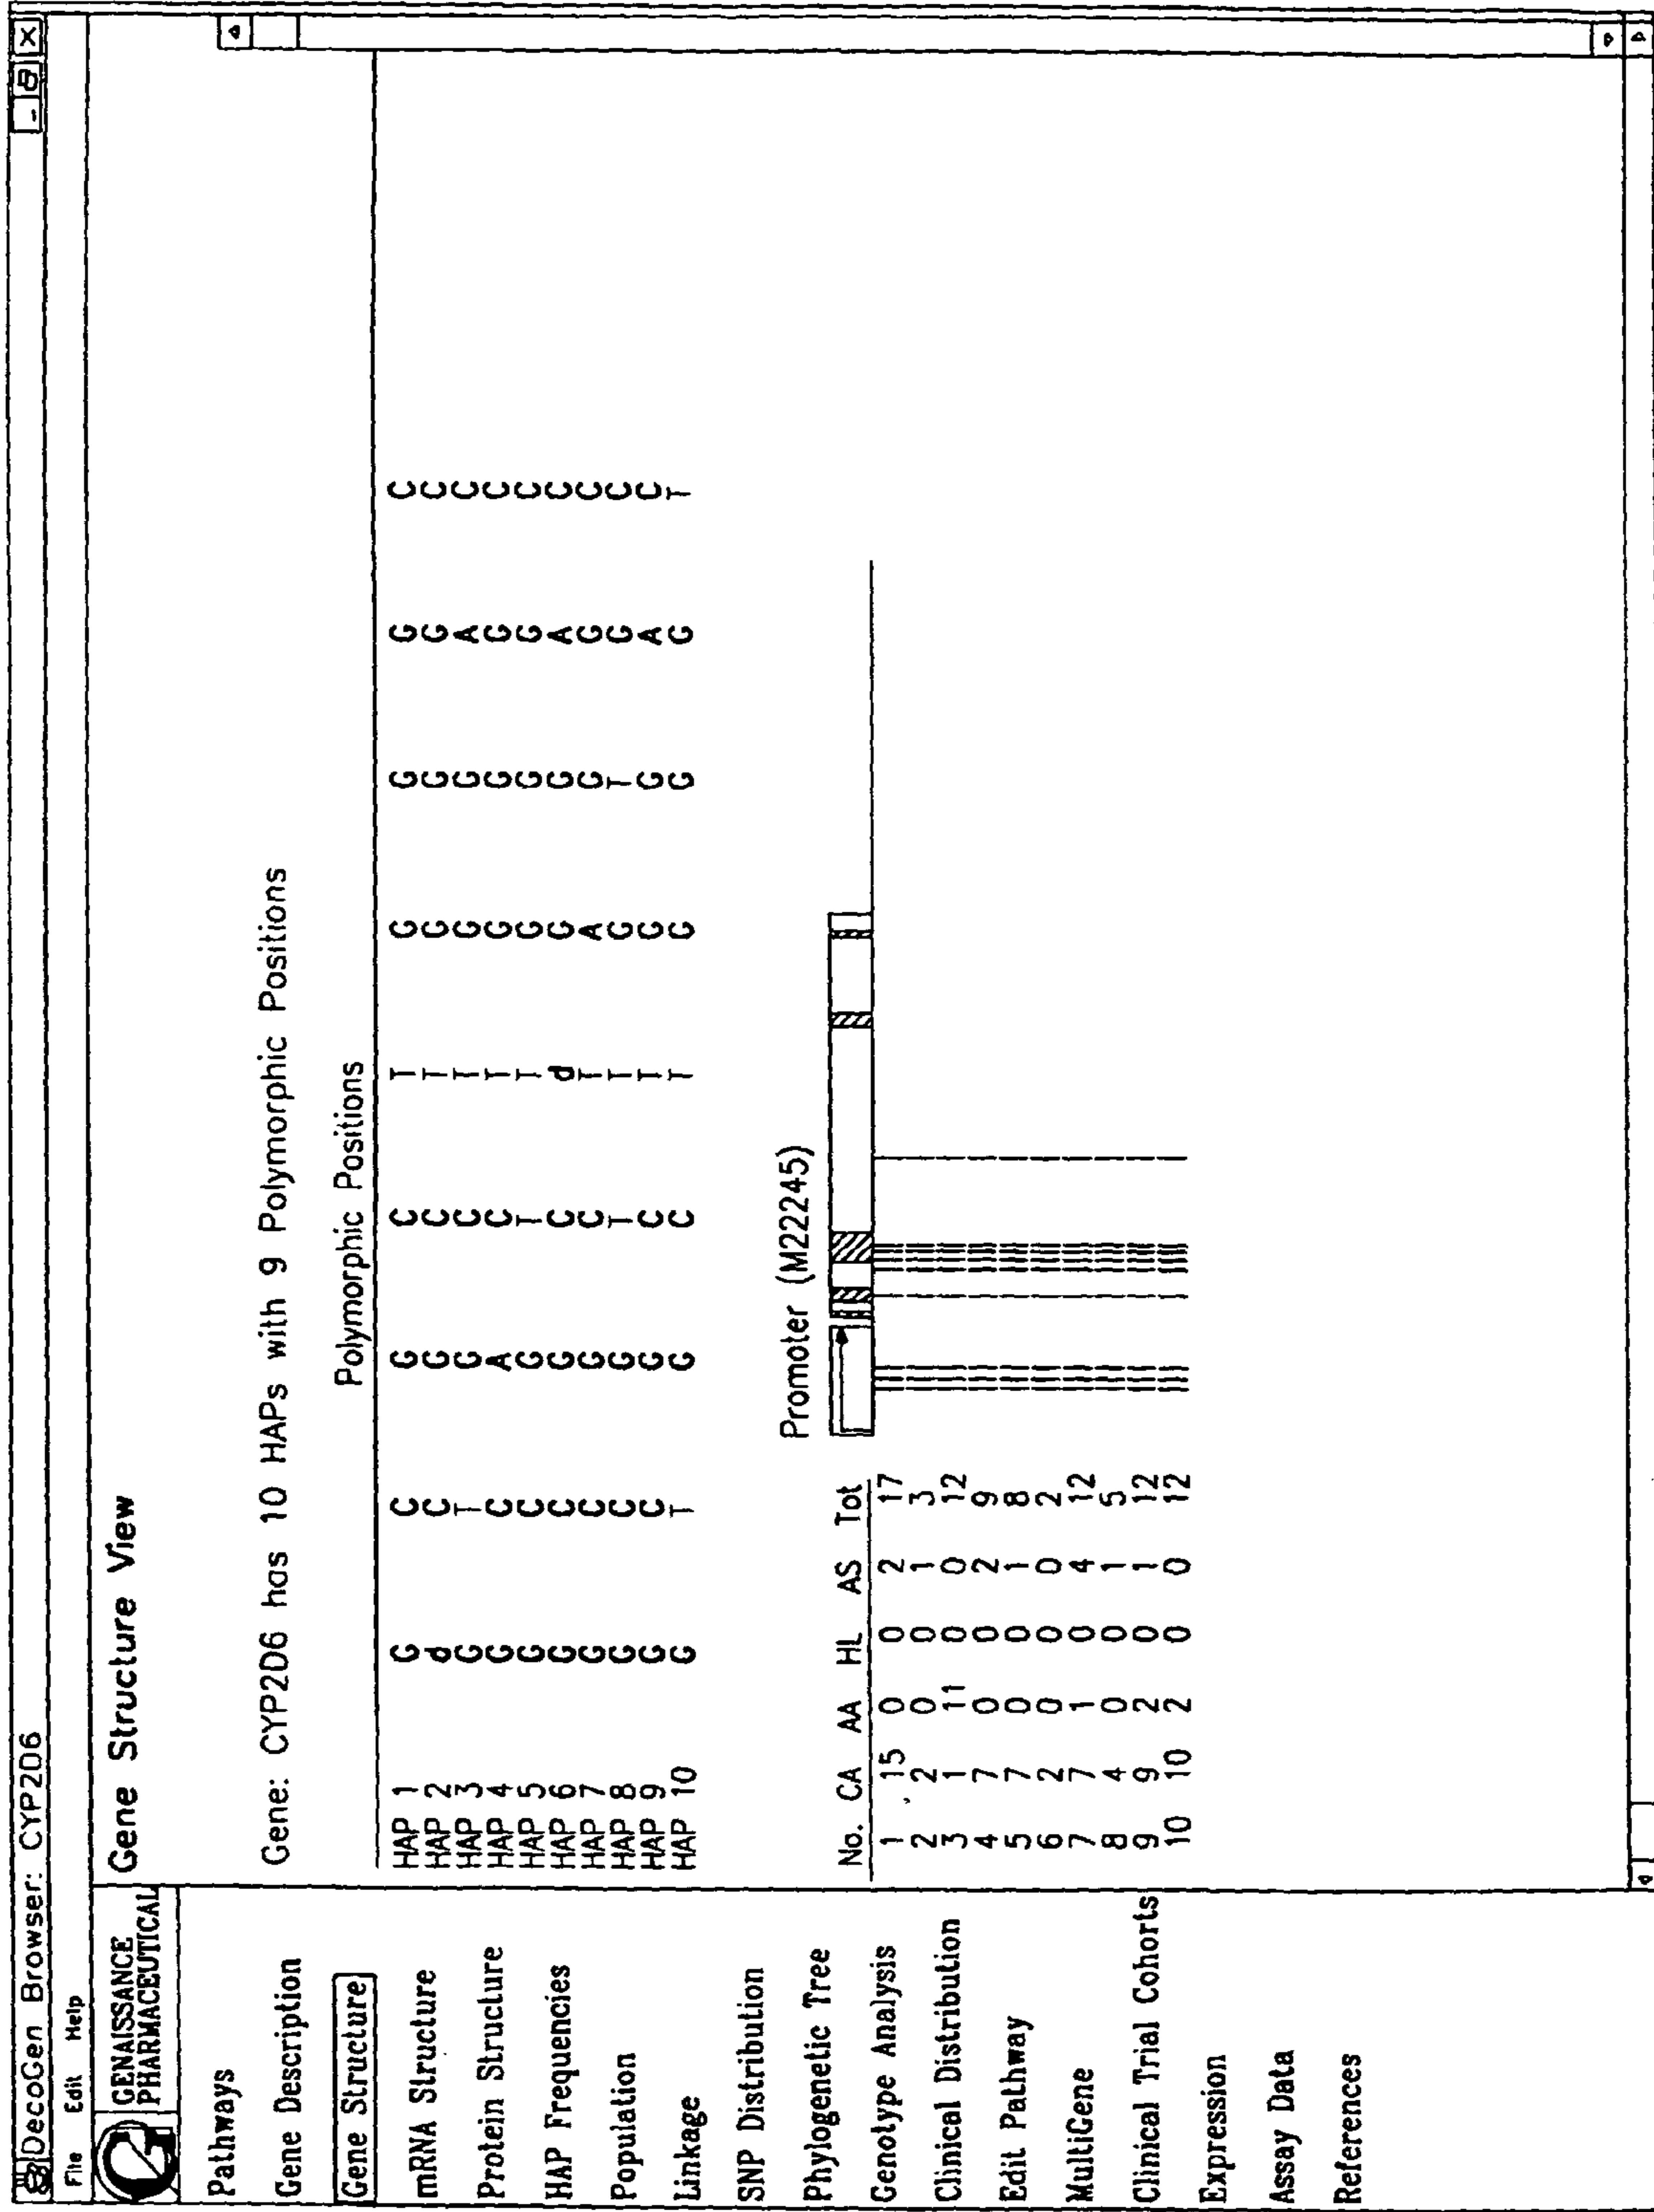 DecoGen Browser: CYP2D6
File Edit Help
GENAISSANCE
PHARMACEUTICAL
Pathways
Gene Description
Gene Structure
mRNA Structure
Protein Structure
HAP Frequencies
Population
Linkage
SNP Distribution
Phylogenetic Tree
Genotype Analysis
Clinical Distribution
Edit Pathway
MultiGene
Clinical Trial Cohorts
Expression
Assay Data
References
Gene Structure View
Gene: CYP2D6 has 10 HAPs with 9 Polymorphic Positions
Polymorphic Positions
HAP 1 G C G C T G G G C
HAP 2 d C G C T G G G C
HAP 3 G T G C T G G A C
HAP 4 G C A C T G G G C
HAP 5 G C G T T G G G C
HAP 6 G C G C d G G A C
HAP 7 G C G C T A G G C
HAP 8 G C G T T G T G C
HAP 9 G C G C T G G A C
HAP 10 G T G C T G G G T
Promoter (M22245)
No. CA AA HL AS Tot
1 15 0 0 2 17
2 2 0 0 1 3
3 1 11 0 0 12
4 7 0 0 2 9
5 7 0 0 1 8
6 2 0 0 0 2
7 7 1 0 4 12
8 4 0 0 1 5
9 9 2 0 1 12
10 10 2 0 0 12